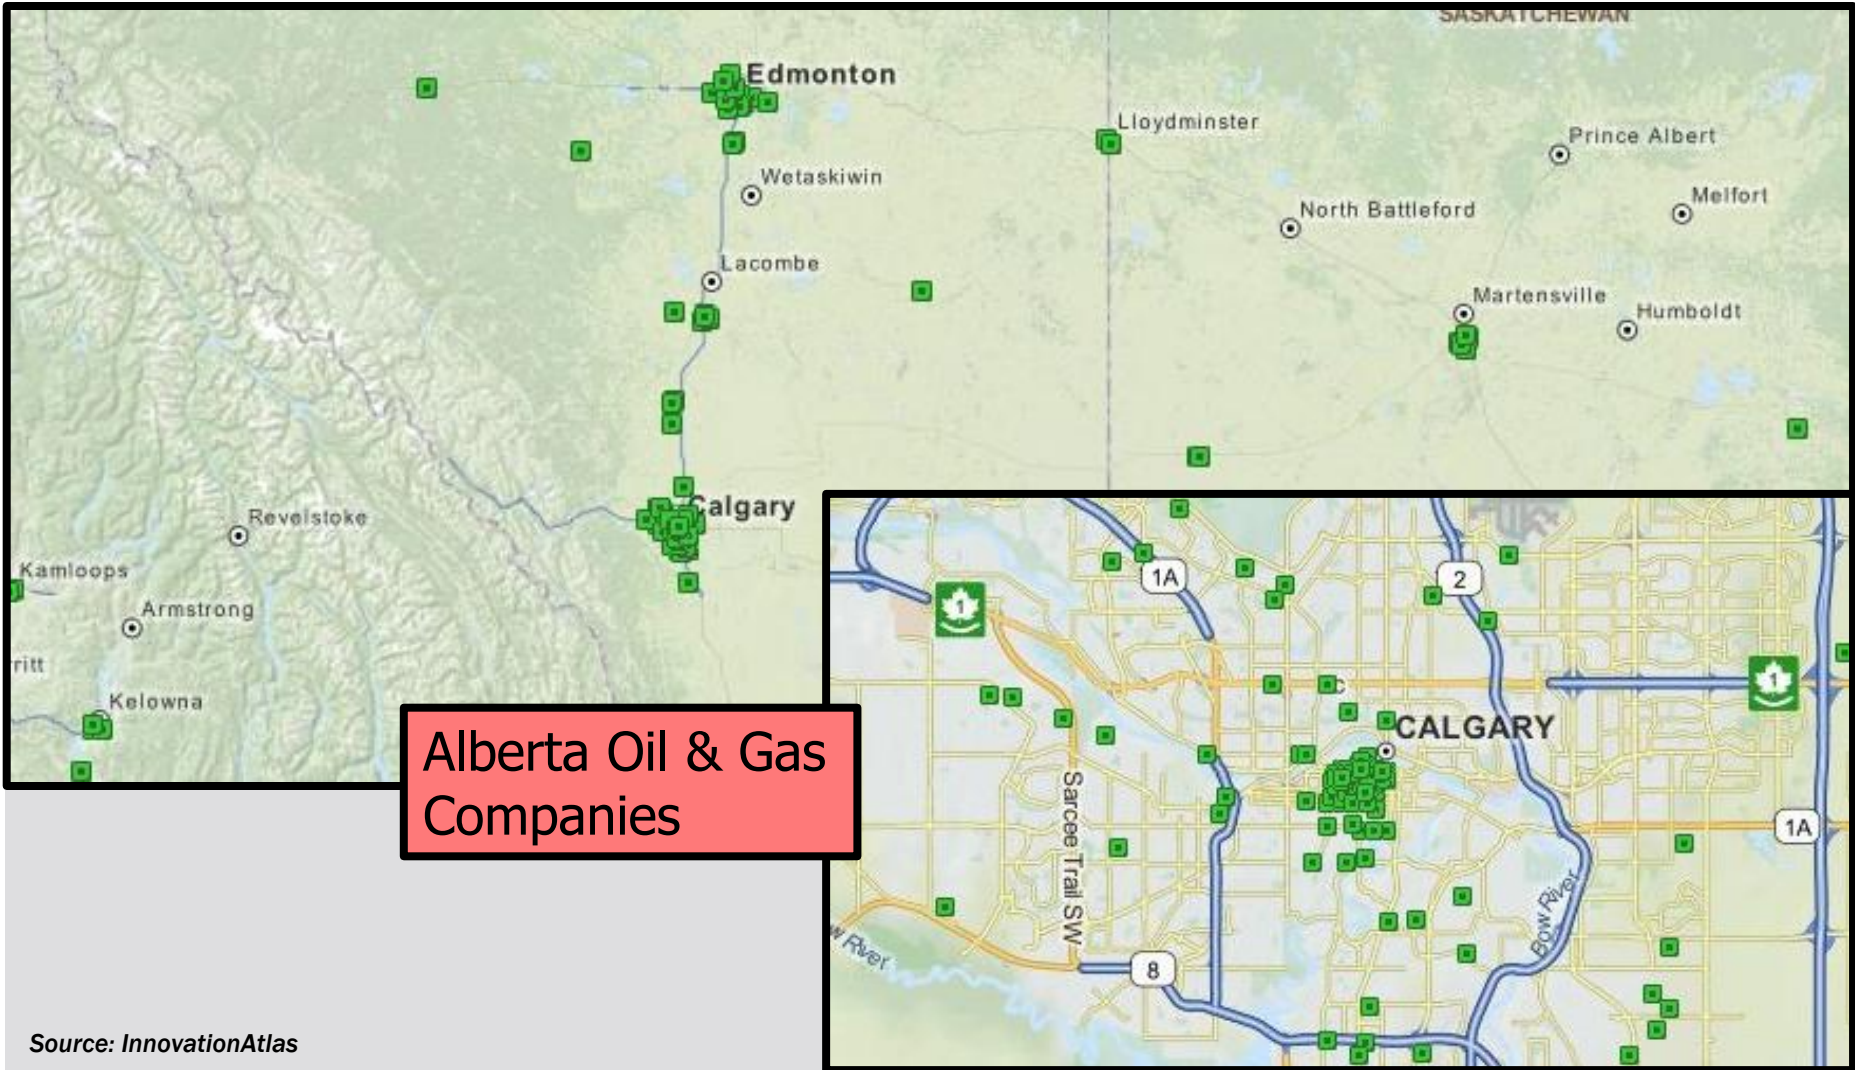 SASKATCHEWAN
Edmonton
Lloydminster
Prince Albert
Wetaskiwin
Melfort
North Battleford
Lacombe
Martensville
Humboldt
Calgary
Revelstoke
Kamloops
Armstrong
ritt
Kelowna
Alberta Oil & Gas
Companies
1A
2
1
1
C
CALGARY
Sarcee Trail SW
1A
Bow River
w River
8
Source: InnovationAtlas